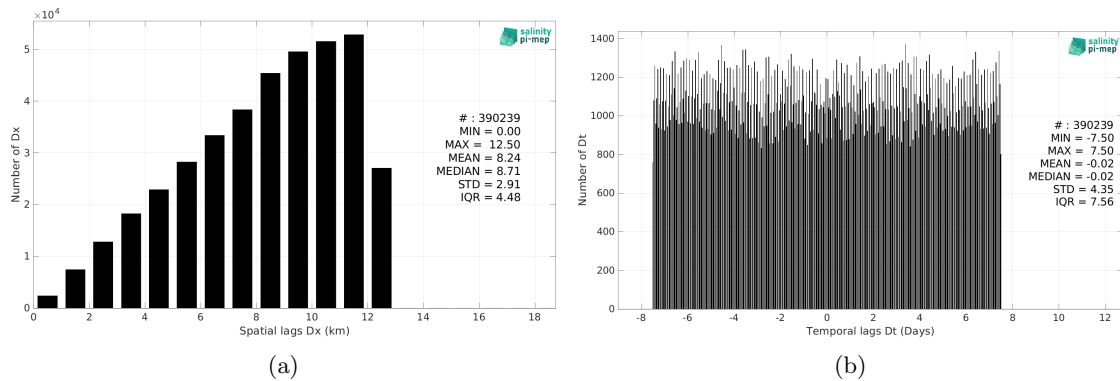 ×10⁴
5
4
3
2
1
0
Number of Dx
0 2 4 6 8 10 12 14 16 18
Spatial lags Dx (km)
salinity
pi-mep
# : 390239
MIN = 0.00
MAX = 12.50
MEAN = 8.24
MEDIAN = 8.71
STD = 2.91
IQR = 4.48
(a)
1400
1200
1000
800
600
400
200
0
Number of Dt
-8 -6 -4 -2 0 2 4 6 8 10 12
Temporal lags Dt (Days)
salinity
pi-mep
# : 390239
MIN = -7.50
MAX = 7.50
MEAN = -0.02
MEDIAN = -0.02
STD = 4.35
IQR = 7.56
(b)